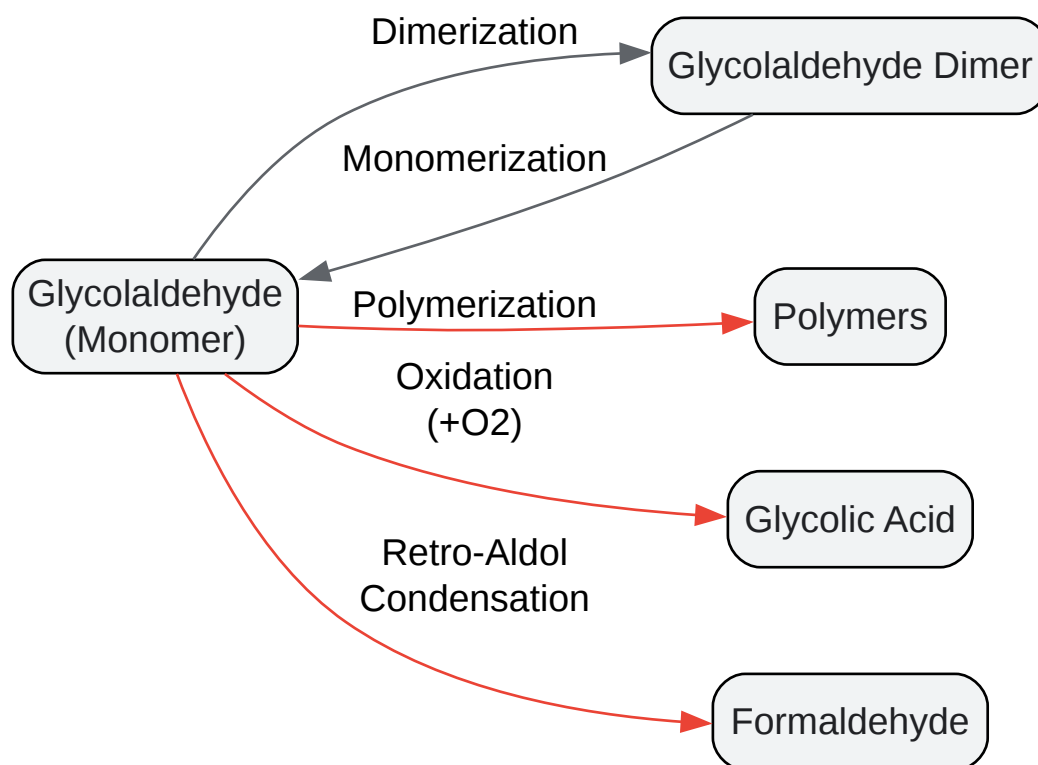 Dimerization
Glycolaldehyde Dimer
Monomerization
Glycolaldehyde
(Monomer)
Polymerization
Polymers
Oxidation
(+O2)
Glycolic Acid
Retro-Aldol
Condensation
Formaldehyde